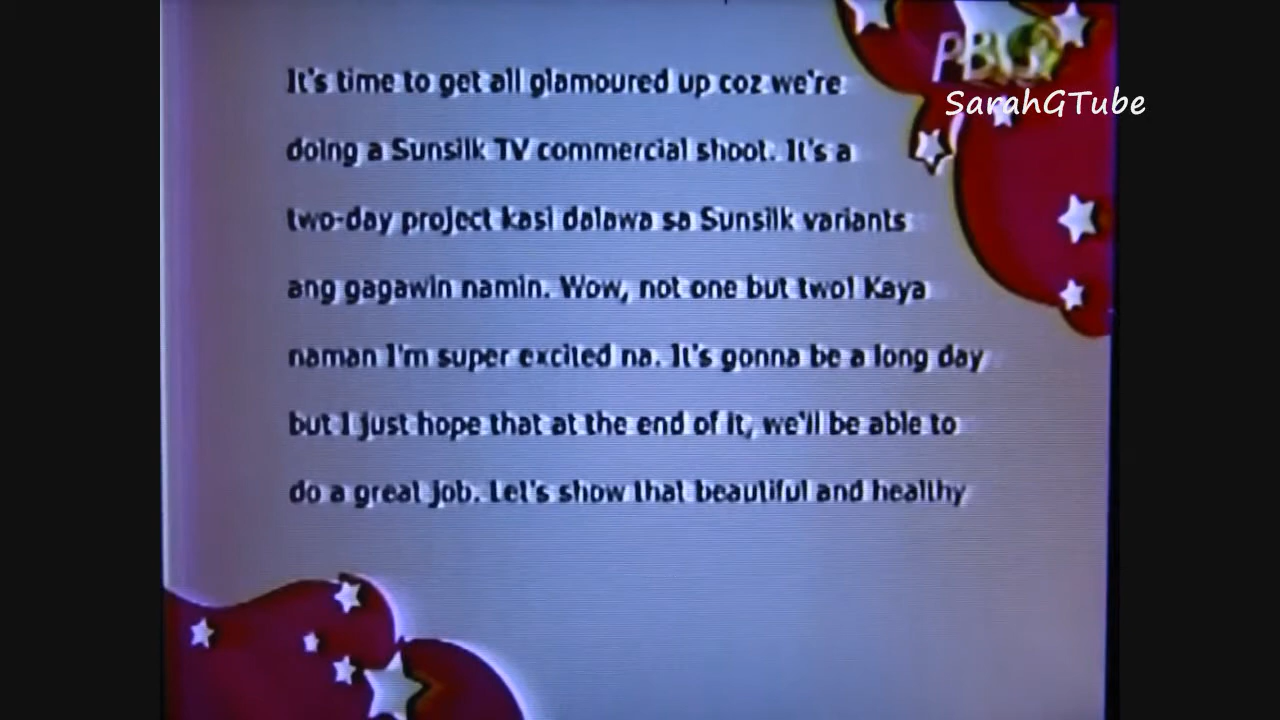 PBO
SarahGTube
It's time to get all glamoured up coz we're
doing a Sunsilk TV commercial shoot. It's a
two-day project kasi dalawa sa Sunsilk variants
ang gagawin namin. Wow, not one but two! Kaya
naman I'm super excited na. It's gonna be a long day
but I just hope that at the end of it, we'll be able to
do a great job. Let's show that beautiful and healthy